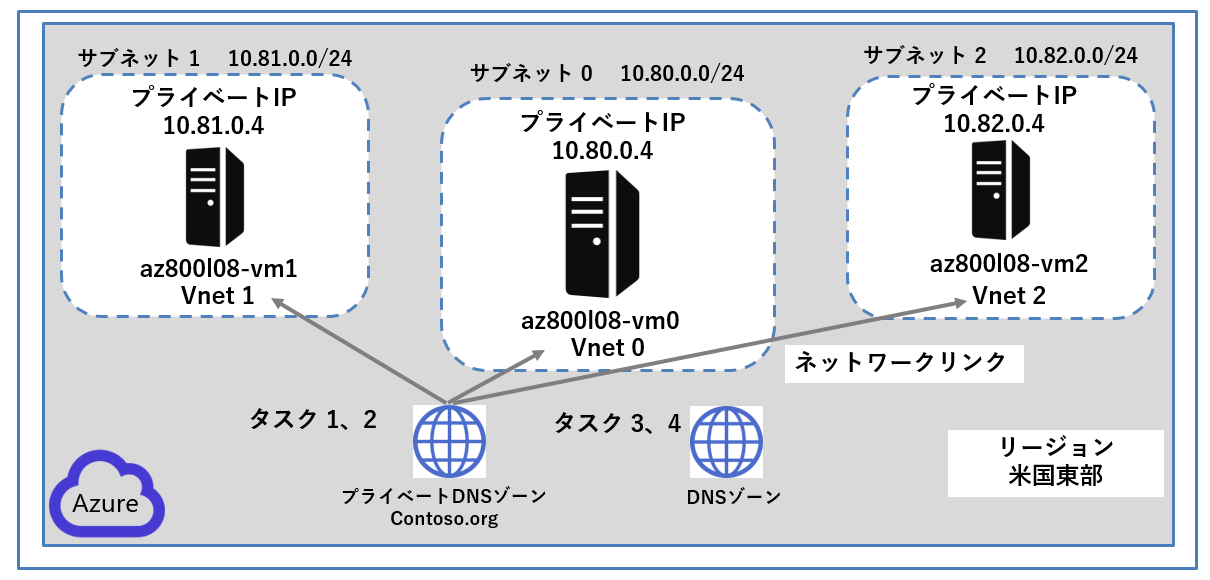 サブネット 1 10.81.0.0/24
プライベートIP
10.81.0.4
az800l08-vm1
Vnet 1
サブネット 0 10.80.0.0/24
プライベートIP
10.80.0.4
az800l08-vm0
Vnet 0
サブネット 2 10.82.0.0/24
プライベートIP
10.82.0.4
az800l08-vm2
Vnet 2
ネットワークリンク
タスク 1、2
プライベートDNSゾーン
Contoso.org
タスク 3、4
DNSゾーン
リージョン
米国東部
Azure